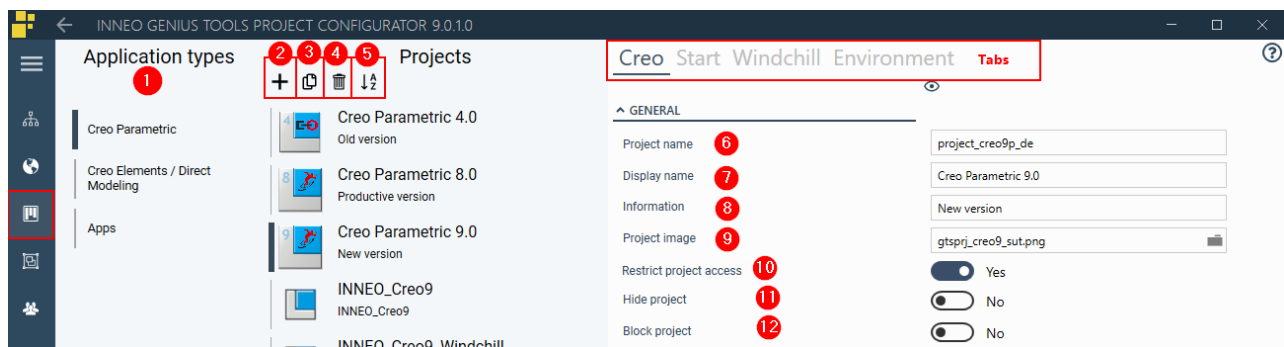 INNEO GENIUS TOOLS PROJECT CONFIGURATOR 9.0.1.0
Application types
1
Creo Parametric
Creo Elements / Direct
Modeling
Apps
2 3 4 5
Projects
4
Creo Parametric 4.0
Old version
8
Creo Parametric 8.0
Productive version
9
Creo Parametric 9.0
New version
INNEO_Creo9
INNEO_Creo9
INNEO_Creo9_Windchill
Creo Start Windchill Environment Tabs
GENERAL
Project name 6 project_creo9p_de
Display name 7 Creo Parametric 9.0
Information 8 New version
Project image 9 gtsprj_creo9_sut.png
Restrict project access 10 Yes
Hide project 11 No
Block project 12 No